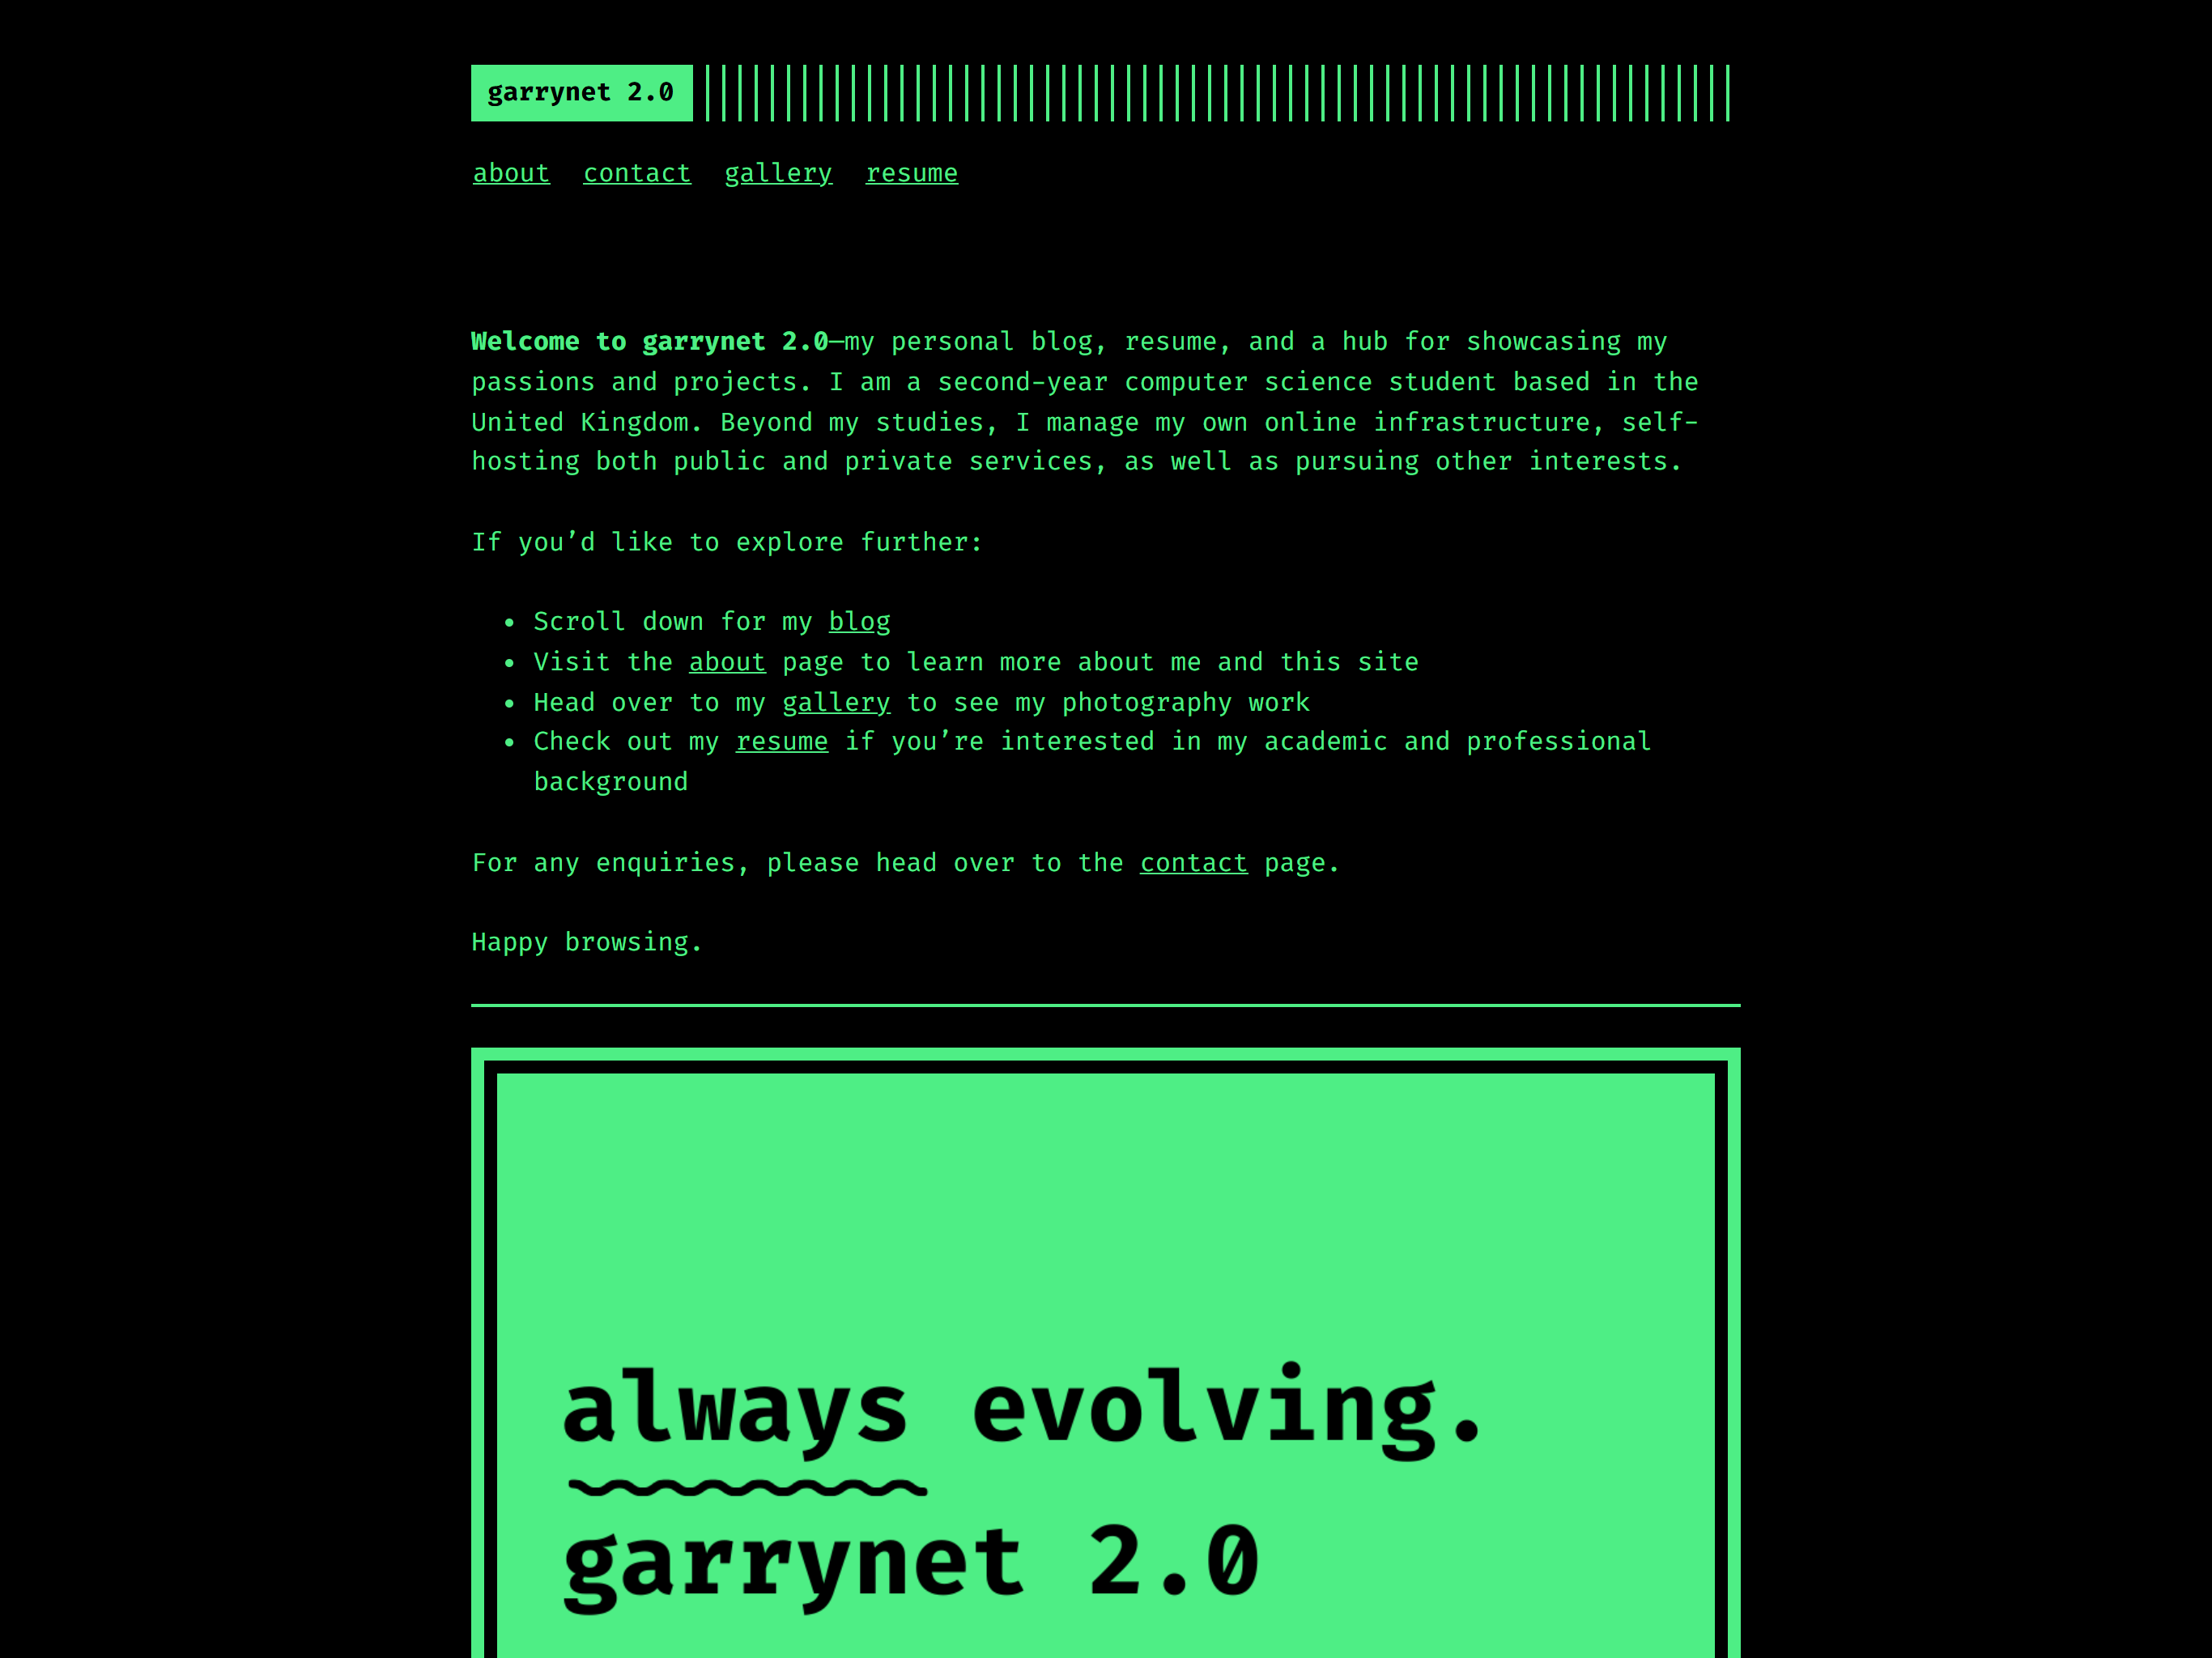 garrynet 2.0
about contact gallery resume
Welcome to garrynet 2.0—my personal blog, resume, and a hub for showcasing my
passions and projects. I am a second-year computer science student based in the
United Kingdom. Beyond my studies, I manage my own online infrastructure, self-
hosting both public and private services, as well as pursuing other interests.
If you’d like to explore further:
• Scroll down for my blog
• Visit the about page to learn more about me and this site
• Head over to my gallery to see my photography work
• Check out my resume if you’re interested in my academic and professional
background
For any enquiries, please head over to the contact page.
Happy browsing.
always evolving.
garrynet 2.0